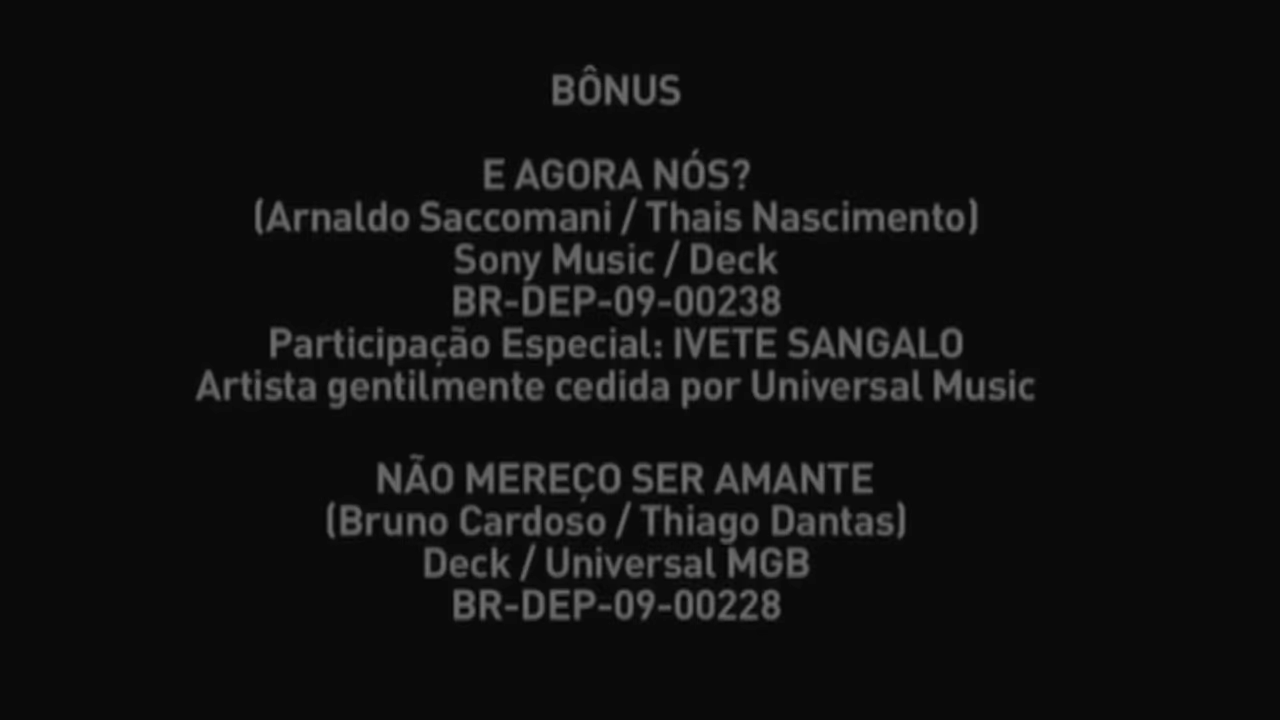 BÔNUS
E AGORA NÓS?
(Arnaldo Saccomani / Thais Nascimento)
Sony Music / Deck
BR-DEP-09-00238
Participação Especial: IVETE SANGALO
Artista gentilmente cedida por Universal Music
NÃO MEREÇO SER AMANTE
(Bruno Cardoso / Thiago Dantas)
Deck / Universal MGB
BR-DEP-09-00228